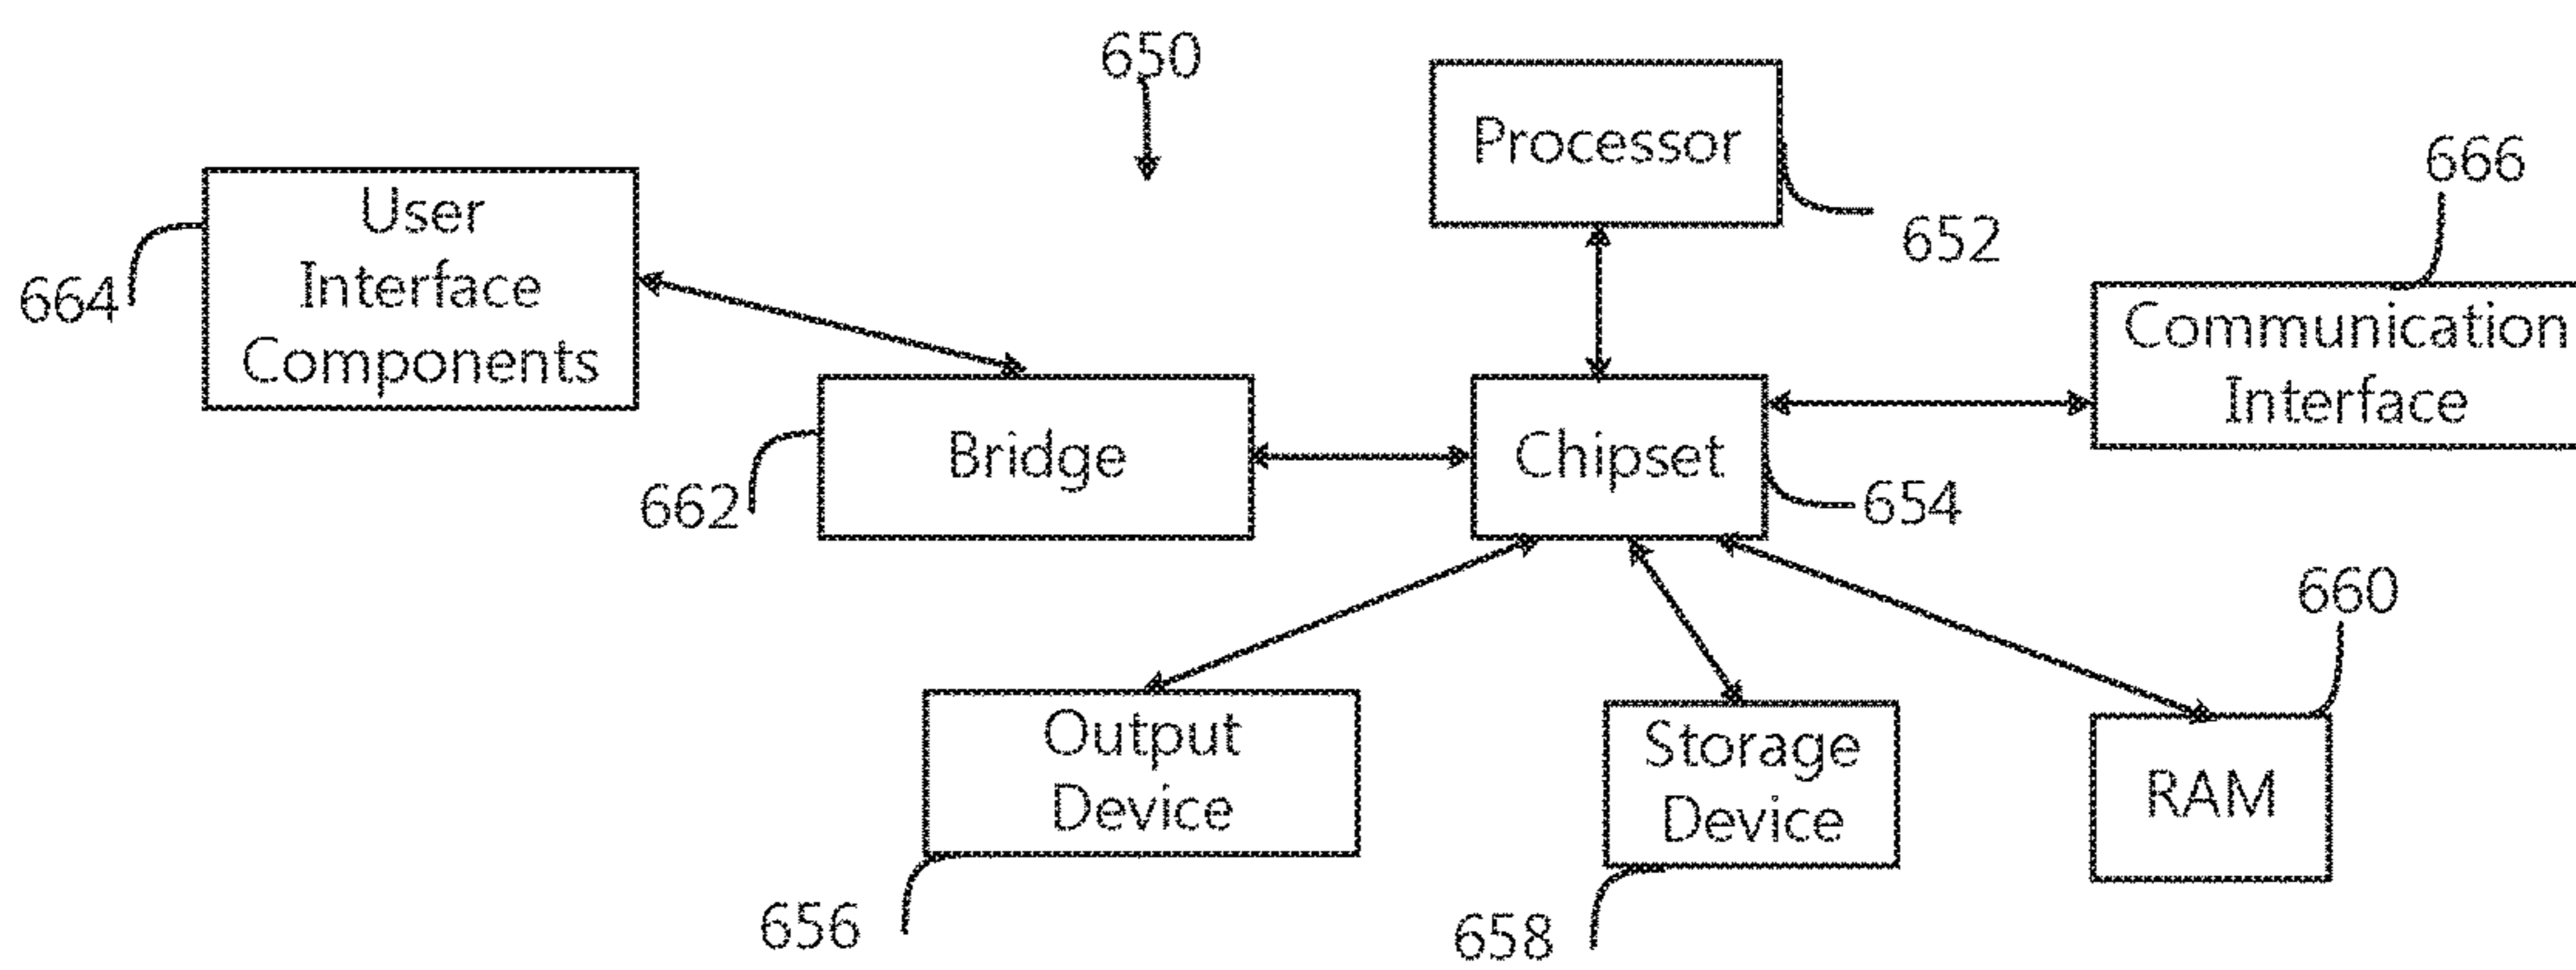 650
Processor
652
666
User
Interface
Components
664
Communication
Interface
Bridge
662
Chipset
654
660
Output
Device
656
Storage
Device
658
RAM